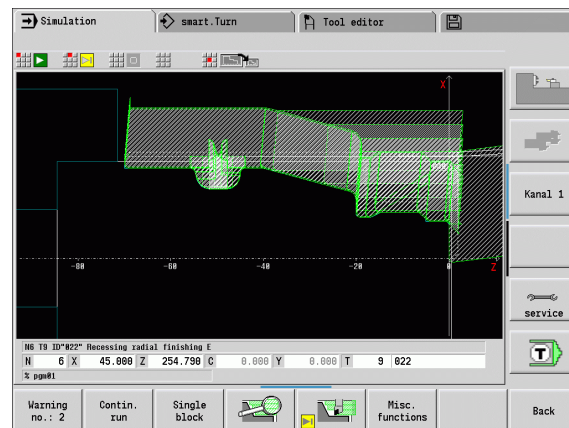 Simulation
smart.Turn
Tool editor
X
Kanal 1
-80
-60
-40
-20
0
Z
service
N6 T9 ID"022" Recessing radial finishing E
N 6 X 45.000 Z 254.790 C 0.000 Y 0.000 T 9 022
% pgm01
T
Warning no.: 2
Contin. run
Single block
Misc. functions
Back